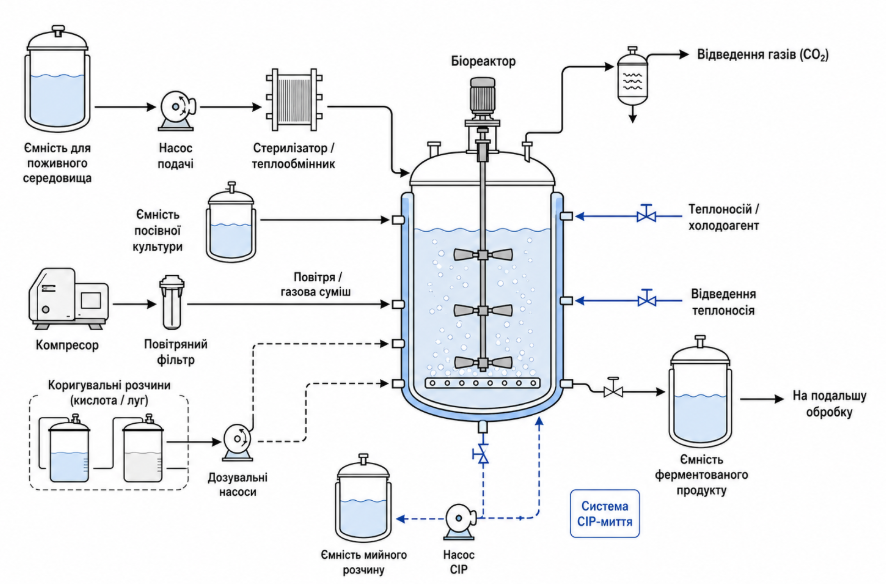 Біореактор
Відведення газів (CO₂)
Ємність для
поживного
середовища
Насос
подачі
Стерилізатор /
теплообмінник
Ємність
посівної
культури
Теплоносій /
холодоагент
Повітря /
газова суміш
Відведення
теплоносія
Компресор
Повітряний
фільтр
Коригувальні розчини
(кислота / луг)
Дозувальні
насоси
На подальшу
обробку
Ємність
ферментованого
продукту
Система
CIP-миття
Ємність мийного
розчину
Насос
CIP